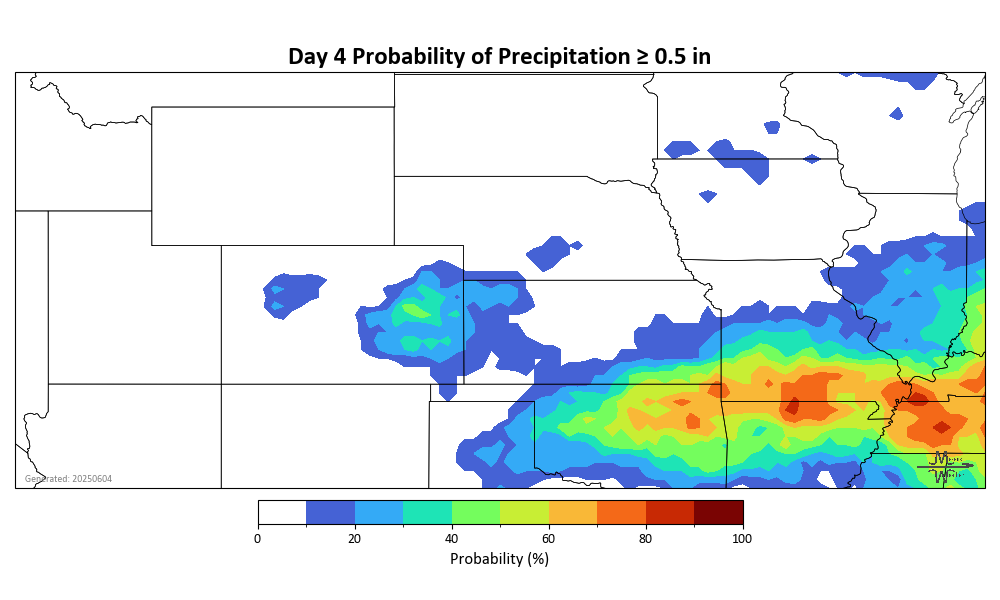 Day 4 Probability of Precipitation ≥ 0.5 in
Generated: 20250604
0 20 40 60 80 100
Probability (%)